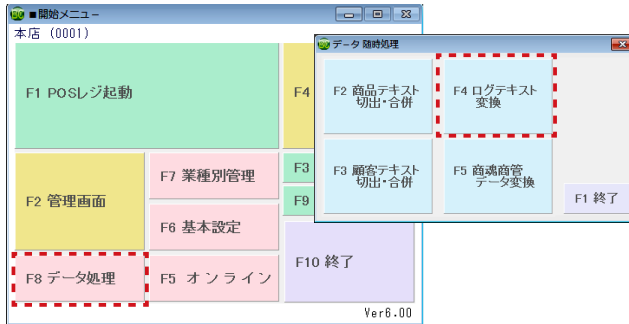 ■開始メニュー
本店 (0001)
F1 POSレジ起動
F4
F2 管理画面
F7 業種別管理
F3
F9
F6 基本設定
F8 データ処理
F5 オンライン
F10 終了
Ver6.00
データ 随時処理
F2 商品テキスト
切出・合併
F4 ログテキスト
変換
F3 顧客テキスト
切出・合併
F5 商魂商管
データ変換
F1 終了